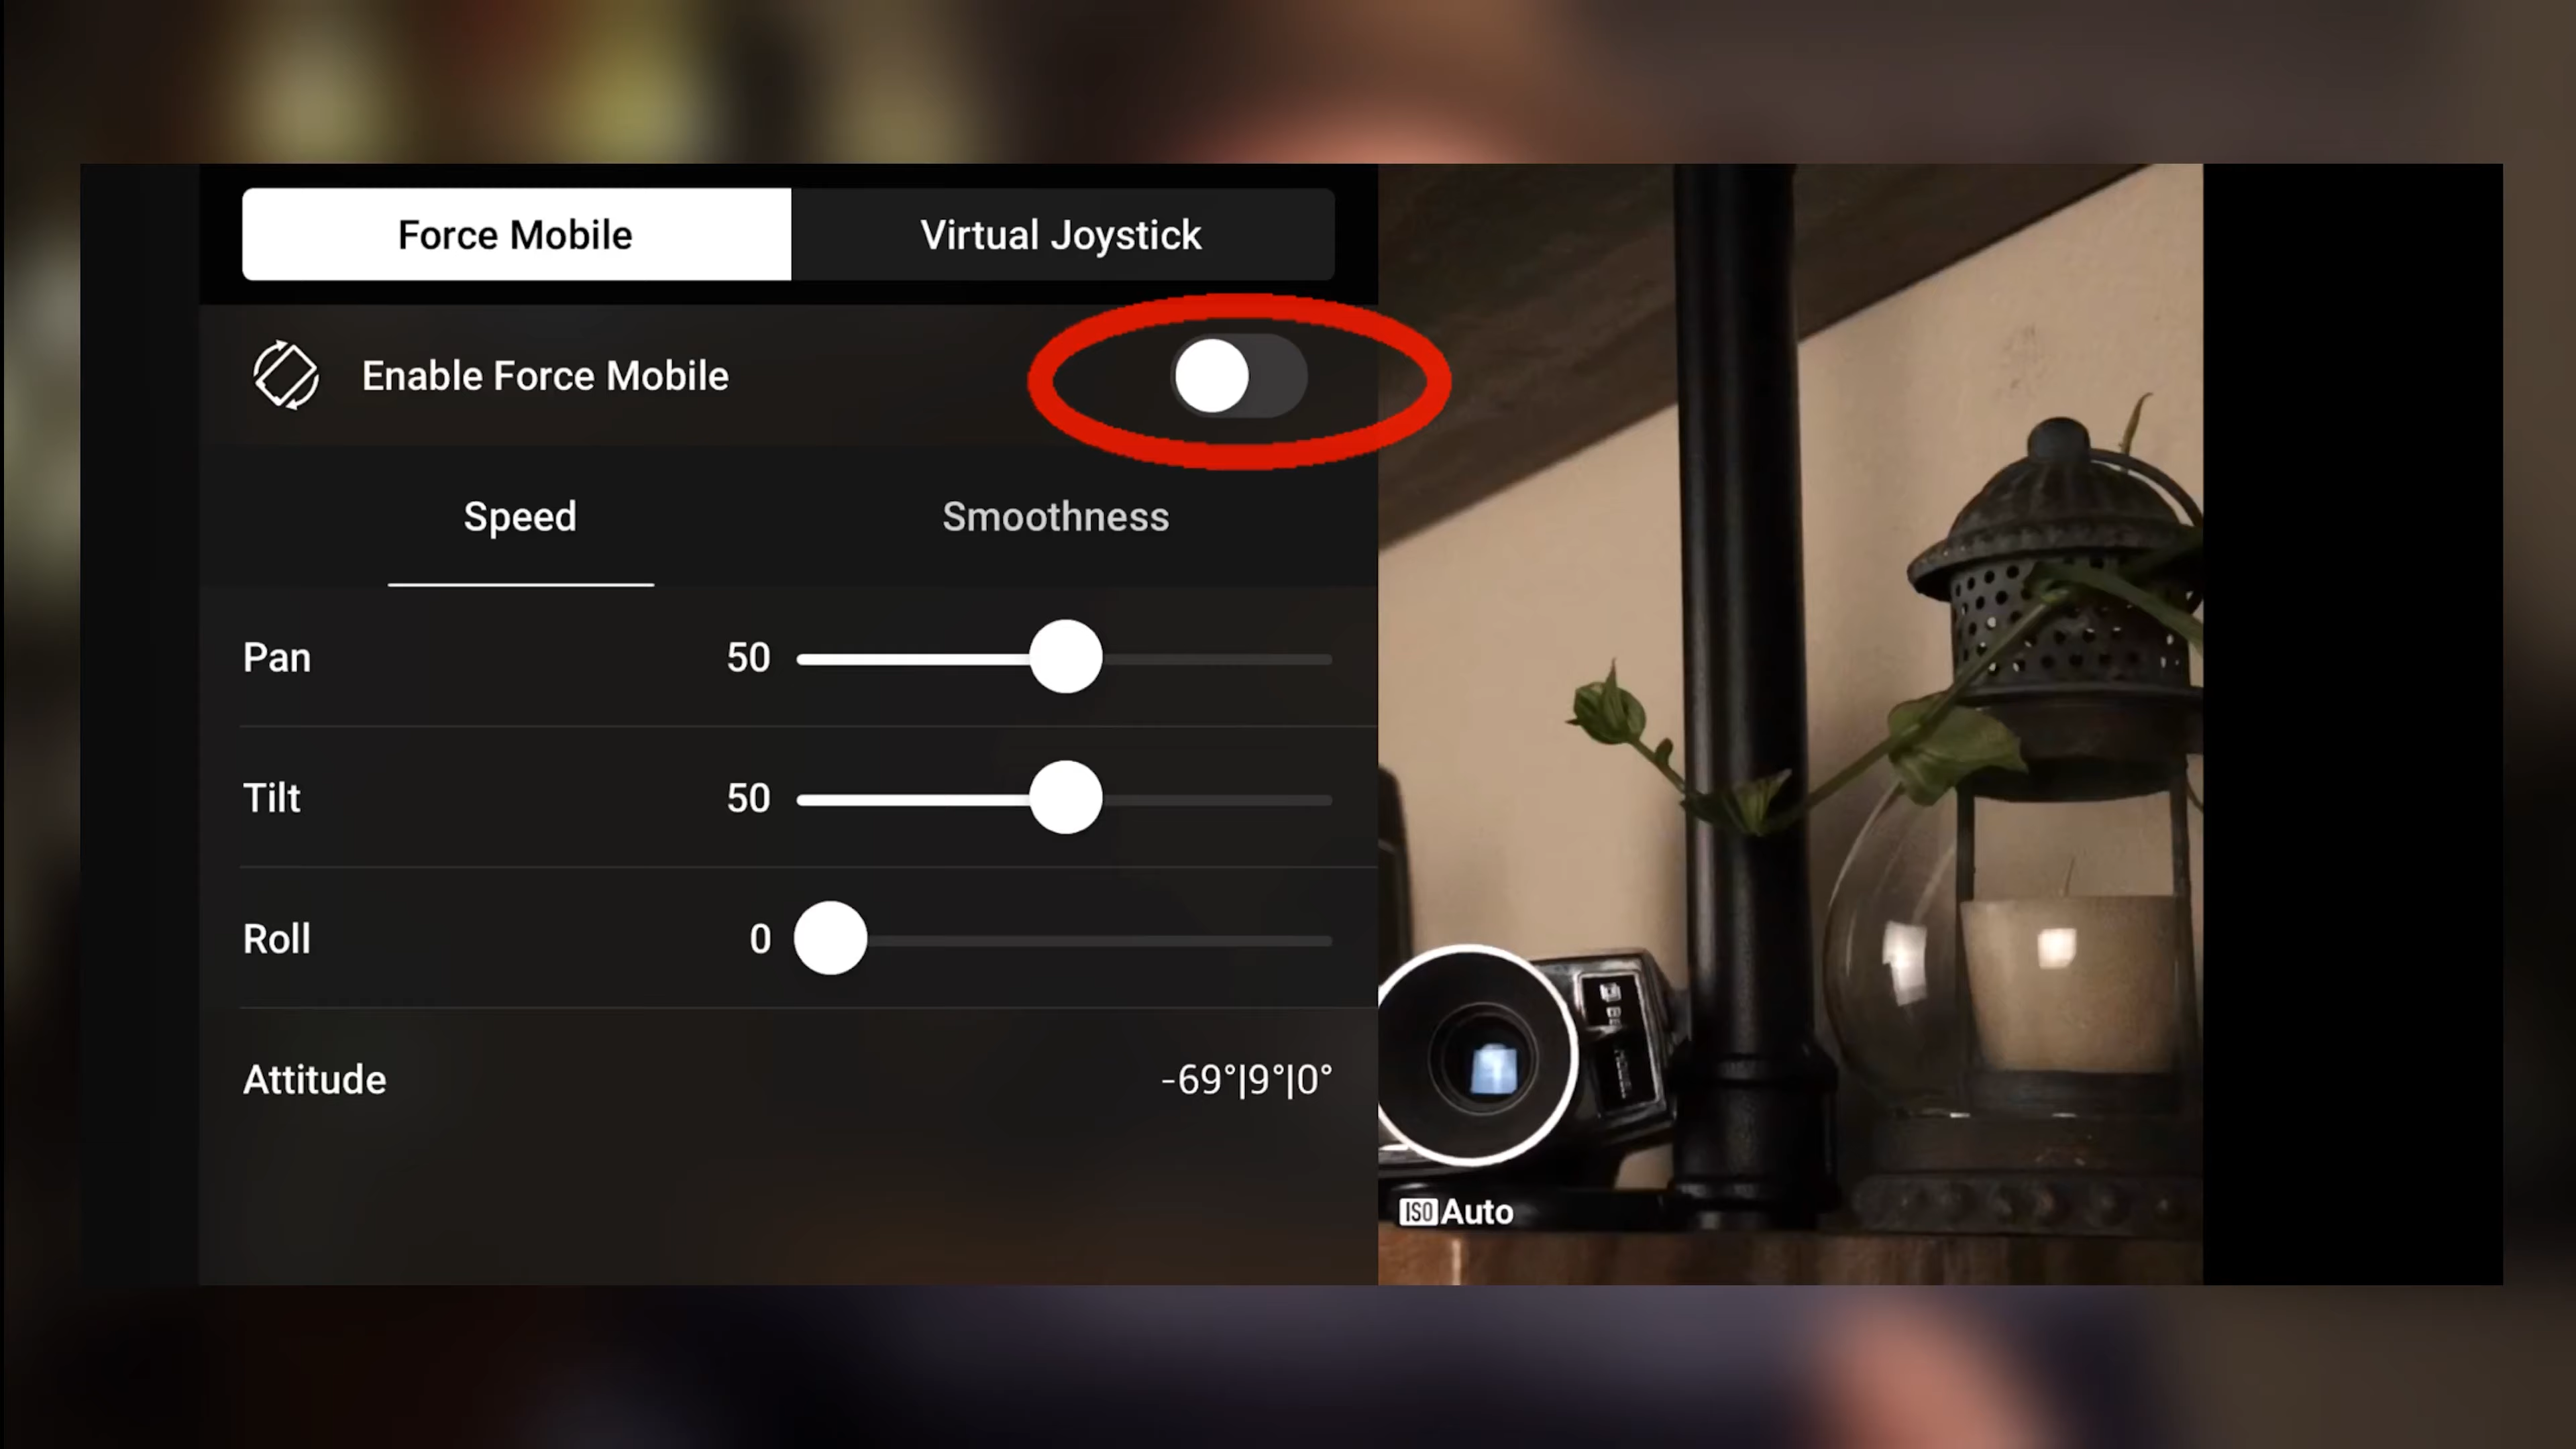 Force Mobile
Virtual Joystick
Enable Force Mobile
Speed
Smoothness
Pan
50
Tilt
50
Roll
0
Attitude
-69°|9°|0°
ISO Auto